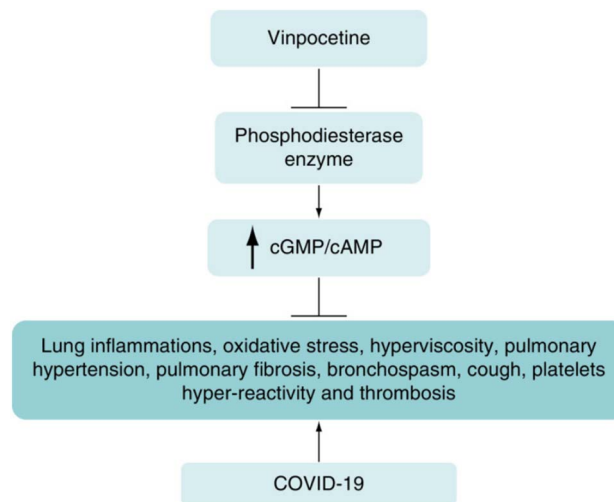 Vinpocetine
Phosphodiesterase
enzyme
cGMP/cAMP
Lung inflammations, oxidative stress, hyperviscosity, pulmonary
hypertension, pulmonary fibrosis, bronchospasm, cough, platelets
hyper-reactivity and thrombosis
COVID-19